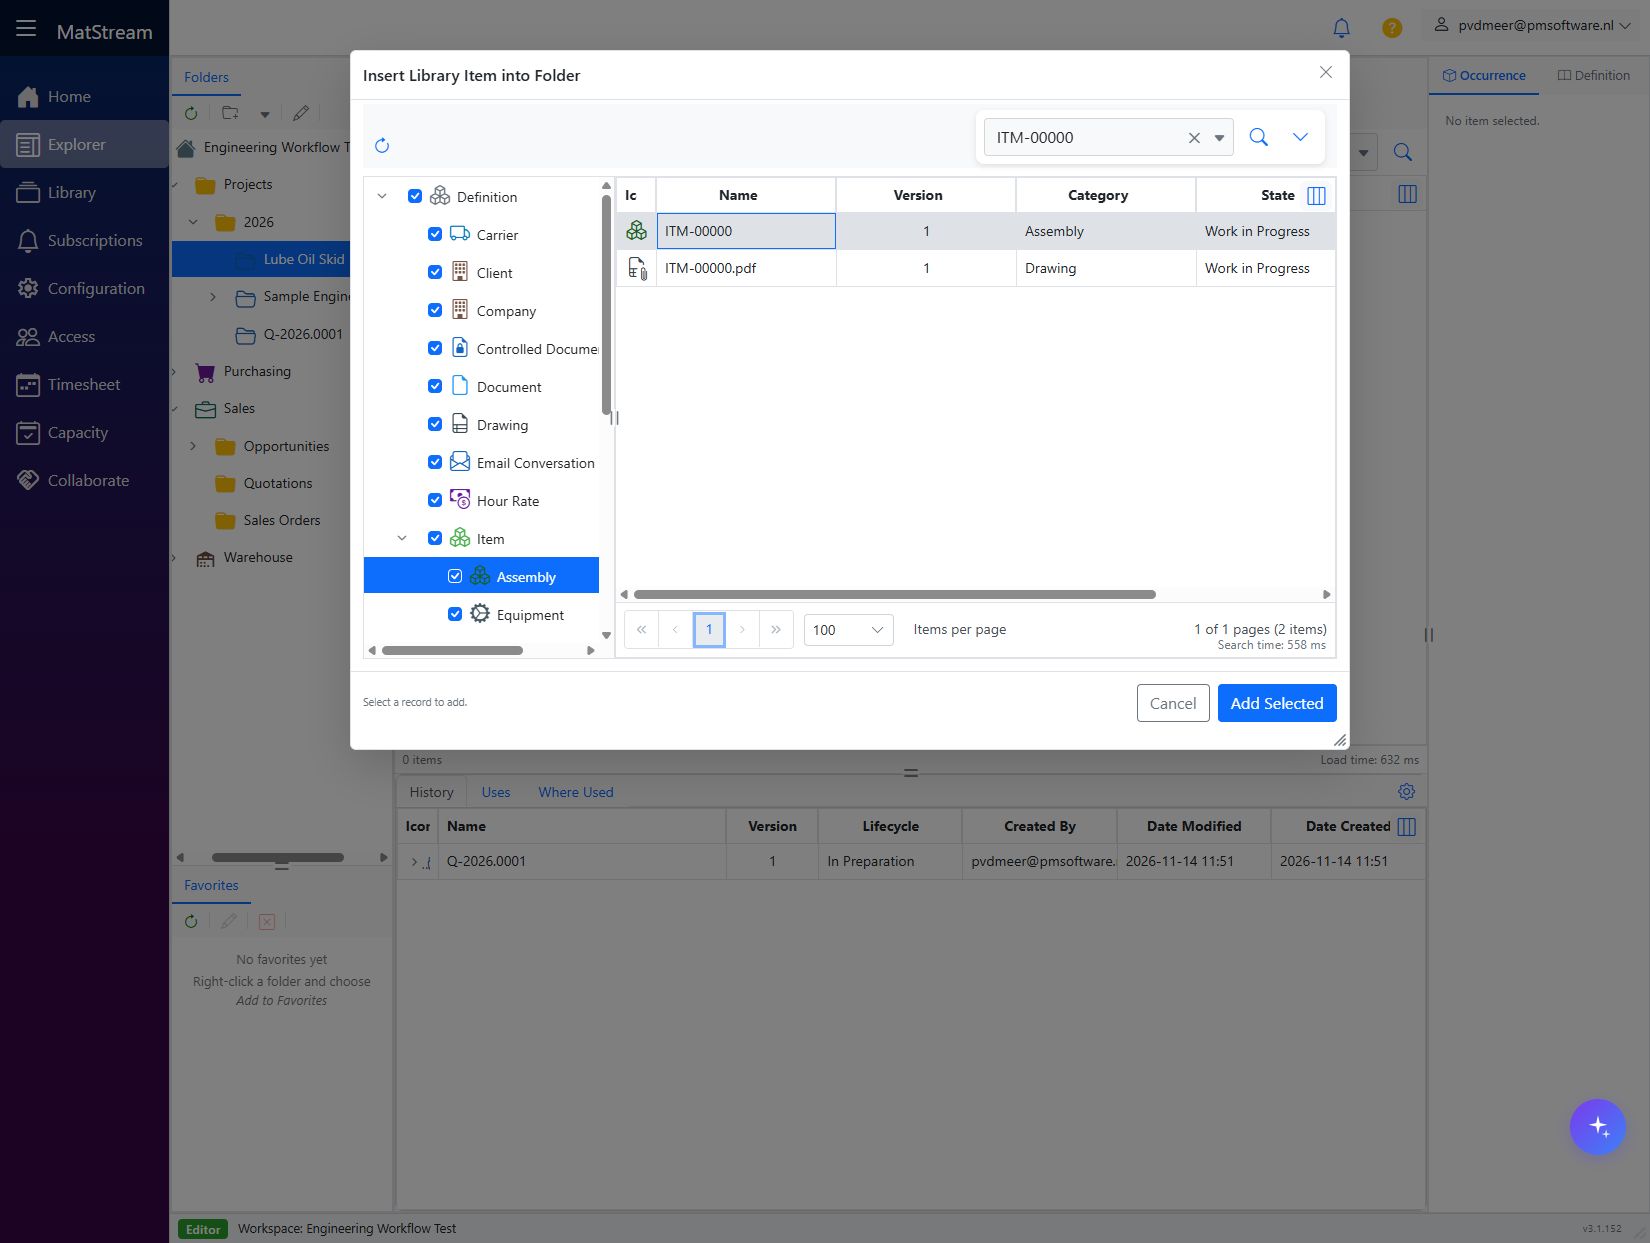 MatStream
pvdmeer@pmsoftware.nl
Home
Explorer
Library
Subscriptions
Configuration
Access
Timesheet
Capacity
Collaborate
Folders
Engineering Workflow T
Projects
2026
Lube Oil Skid
Sample Engine
Q-2026.0001
Purchasing
Sales
Opportunities
Quotations
Sales Orders
Warehouse
Favorites
No favorites yet
Right-click a folder and choose
Add to Favorites
Insert Library Item into Folder
ITM-00000
Definition
Carrier
Client
Company
Controlled Docume
Document
Drawing
Email Conversation
Hour Rate
Item
Assembly
Equipment
Ic Name Version Category State
ITM-00000 1 Assembly Work in Progress
ITM-00000.pdf 1 Drawing Work in Progress
« ‹ 1 › » 100 Items per page 1 of 1 pages (2 items)
Search time: 558 ms
Select a record to add.
Cancel Add Selected
0 items Load time: 632 ms
History Uses Where Used
Icon Name Version Lifecycle Created By Date Modified Date Created
Q-2026.0001 1 In Preparation pvdmeer@pmsoftware. 2026-11-14 11:51 2026-11-14 11:51
Occurrence Definition
No item selected.
Editor Workspace: Engineering Workflow Test
v3.1.152